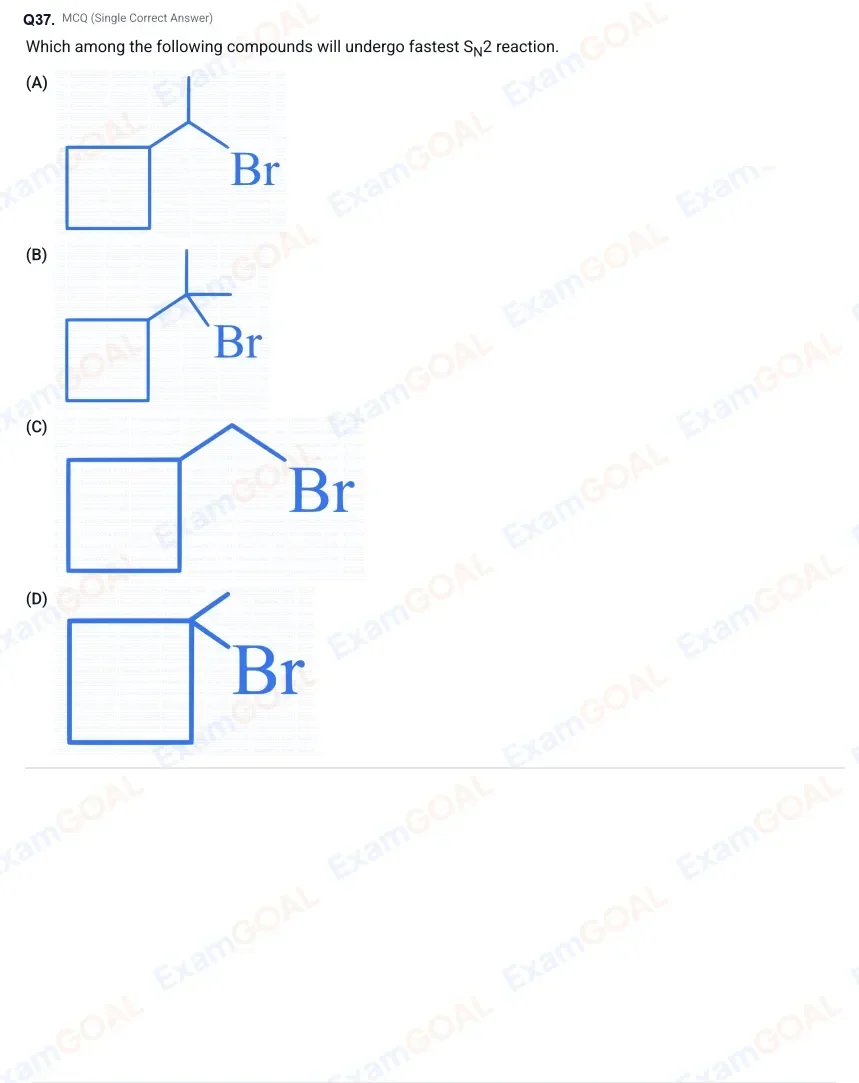 Q37. MCQ (Single Correct Answer)
Which among the following compounds will undergo fastest SN2 reaction.
(A)
Br
(B)
Br
(C)
Br
(D)
Br
ExamGOAL